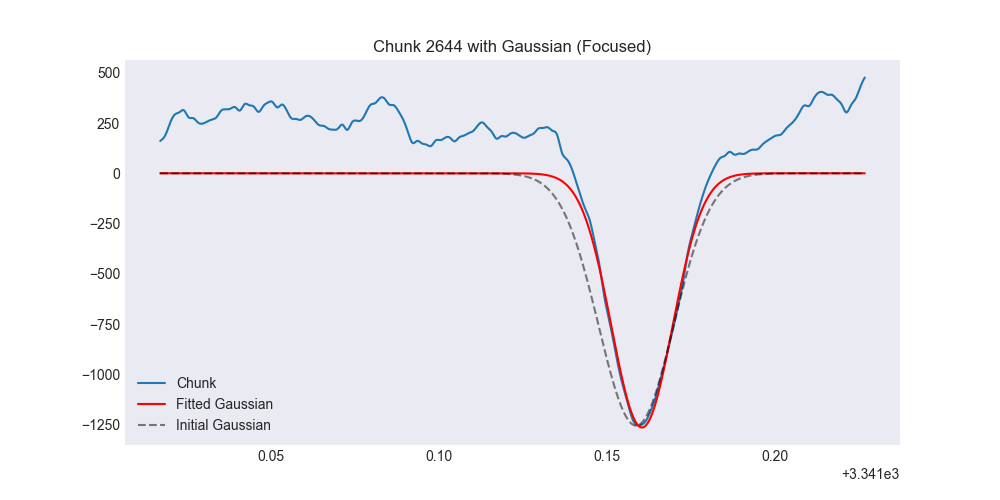 Chunk 2644 with Gaussian (Focused)
500
250
0
−250
−500
−750
−1000
−1250
Chunk
Fitted Gaussian
Initial Gaussian
0.05 0.10 0.15 0.20
+3.341e3